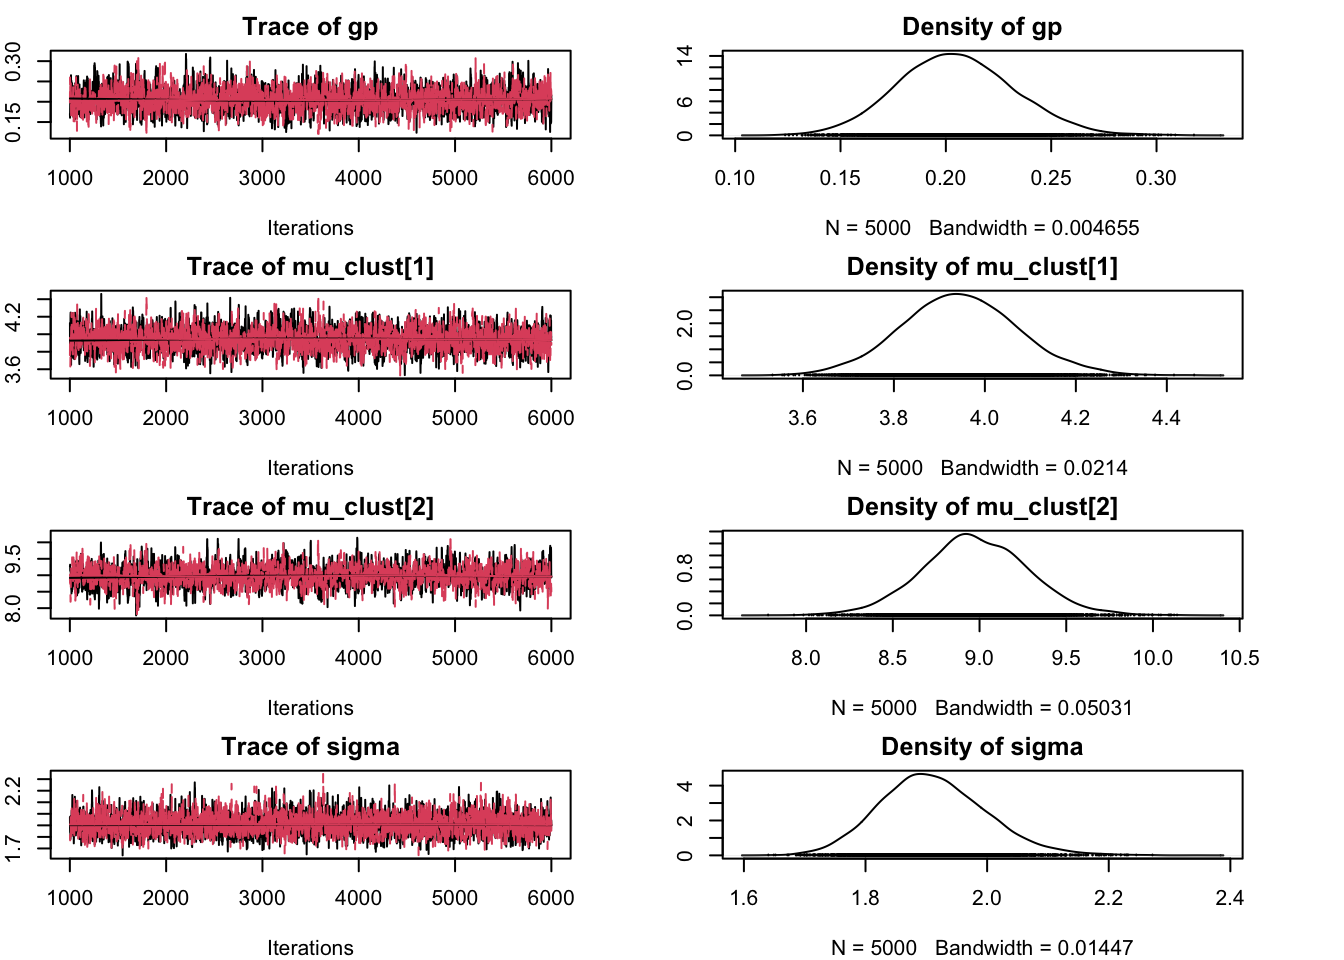 Trace of gp
0.30
0.15
1000 2000 3000 4000 5000 6000
Iterations
Density of gp
14
6
0
0.10 0.15 0.20 0.25 0.30
N = 5000 Bandwidth = 0.004655
Trace of mu_clust[1]
4.2
3.6
1000 2000 3000 4000 5000 6000
Iterations
Density of mu_clust[1]
2.0
0.0
3.6 3.8 4.0 4.2 4.4
N = 5000 Bandwidth = 0.0214
Trace of mu_clust[2]
9.5
8.0
1000 2000 3000 4000 5000 6000
Iterations
Density of mu_clust[2]
0.8
0.0
8.0 8.5 9.0 9.5 10.0 10.5
N = 5000 Bandwidth = 0.05031
Trace of sigma
2.2
1.7
1000 2000 3000 4000 5000 6000
Iterations
Density of sigma
4
2
0
1.6 1.8 2.0 2.2 2.4
N = 5000 Bandwidth = 0.01447